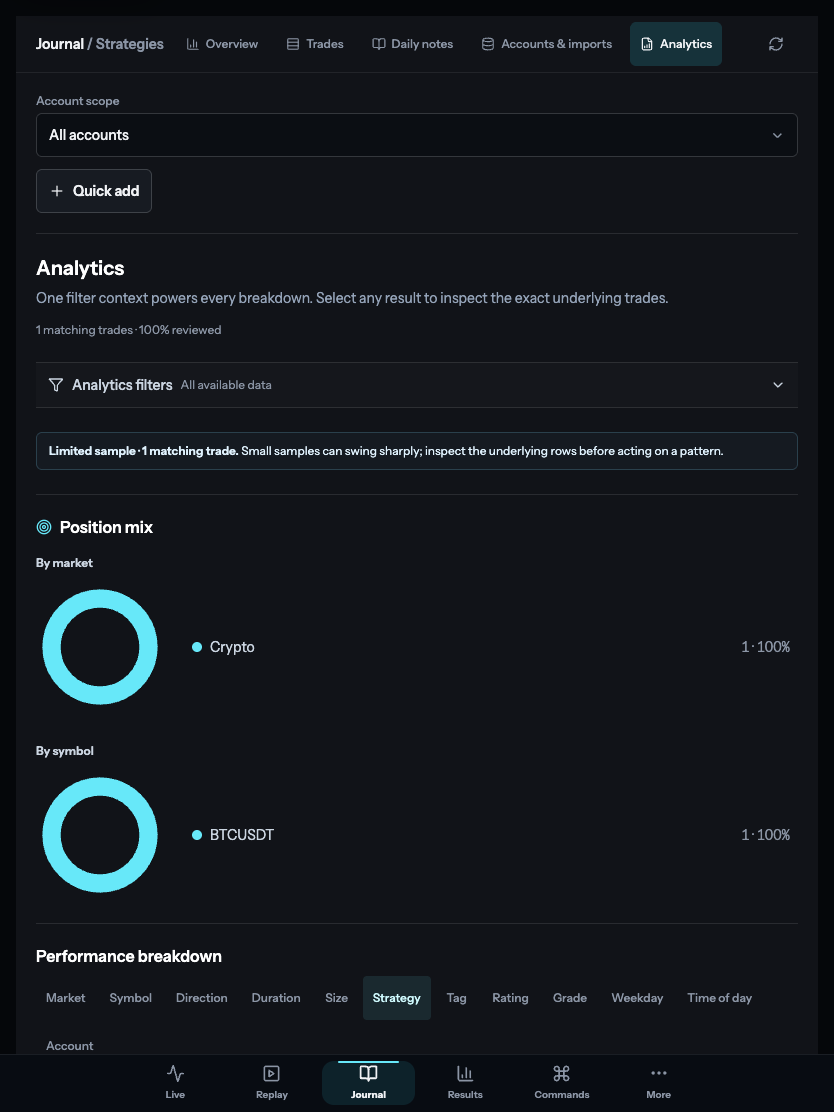 Journal / Strategies
Overview
Trades
Daily notes
Accounts & imports
Analytics
Account scope
All accounts
+ Quick add
Analytics
One filter context powers every breakdown. Select any result to inspect the exact underlying trades.
1 matching trades · 100% reviewed
Analytics filters All available data
Limited sample · 1 matching trade. Small samples can swing sharply; inspect the underlying rows before acting on a pattern.
Position mix
By market
Crypto 1 · 100%
By symbol
BTCUSDT 1 · 100%
Performance breakdown
Market Symbol Direction Duration Size Strategy Tag Rating Grade Weekday Time of day
Account
Live Replay Journal Results Commands More